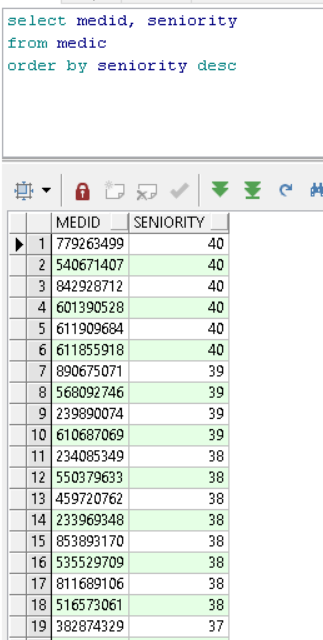 select medid, seniority
from medic
order by seniority desc
MEDID SENIORITY
1 779263499 40
2 540671407 40
3 842928712 40
4 601390528 40
5 611909684 40
6 611855918 40
7 890675071 39
8 568092746 39
9 239890074 39
10 610687069 39
11 234085349 38
12 550379633 38
13 459720762 38
14 233969348 38
15 853893170 38
16 535529709 38
17 811689106 38
18 516573061 38
19 382874329 37